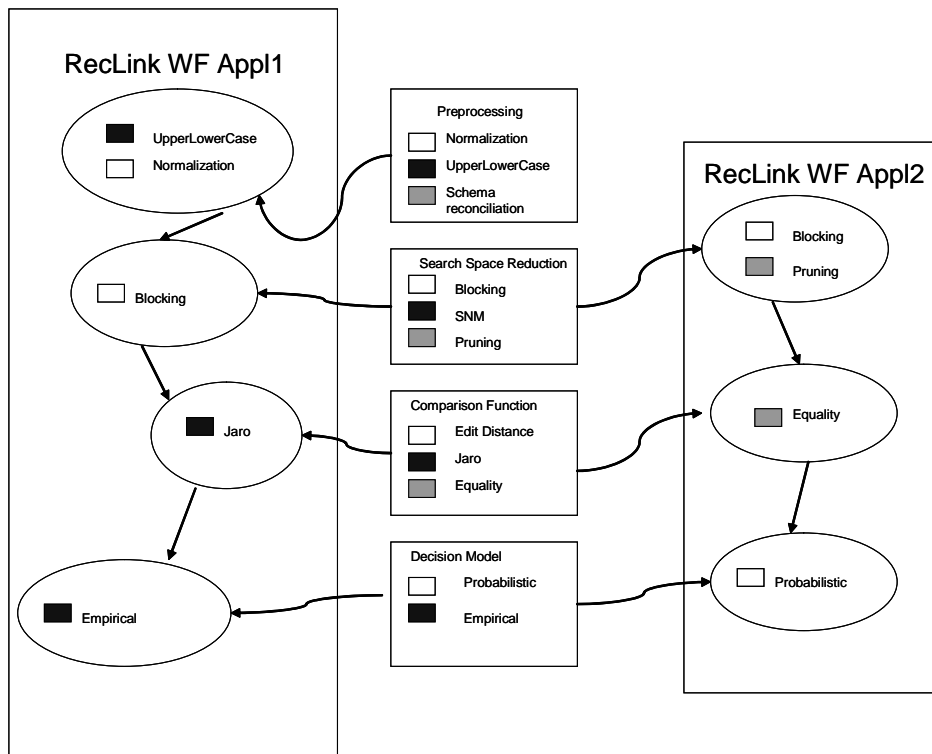 RecLink WF Appl1
UpperLowerCase
Normalization
Blocking
Jaro
Empirical
Preprocessing
Normalization
UpperLowerCase
Schema
reconciliation
Search Space Reduction
Blocking
SNM
Pruning
Comparison Function
Edit Distance
Jaro
Equality
Decision Model
Probabilistic
Empirical
RecLink WF Appl2
Blocking
Pruning
Equality
Probabilistic